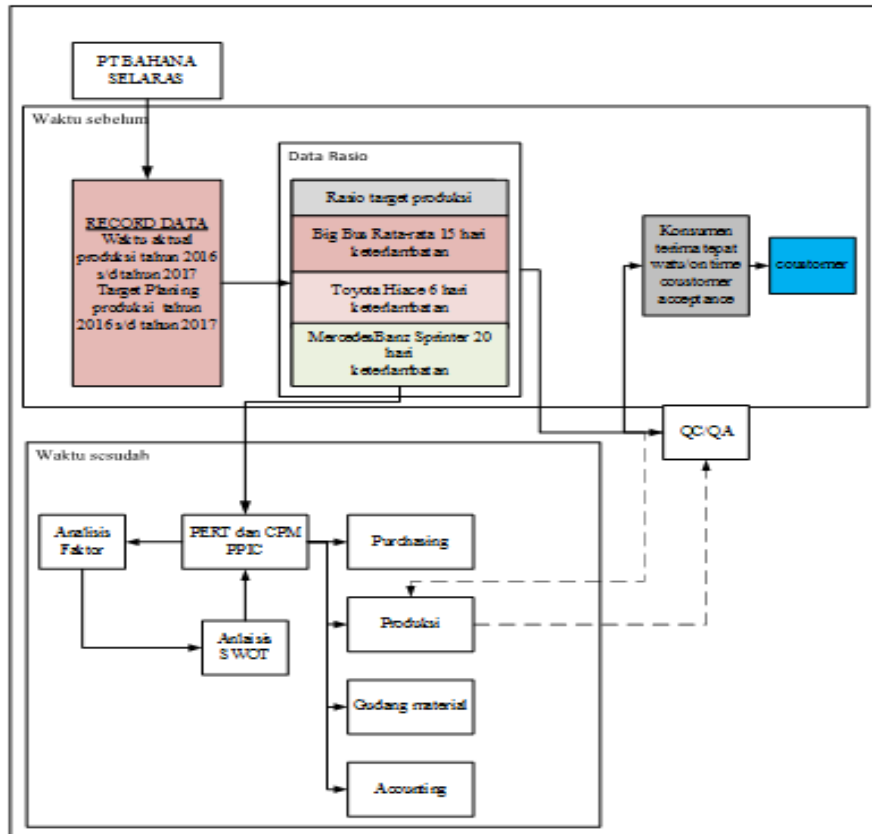 PT BAHANA
SELARAS
Waktu sebelum
Data Rasio
RECORD DATA
Waktu aktual
produksi tahun 2016
s/d tahun 2017
Target Planing
produksi tahun
2016 s/d tahun 2017
Rasio target produksi
Big Bus Rata-rata 15 hari
keterlambatan
Toyota Hiace 6 hari
keterlambatan
MercedesBanz Sprinter 20
hari
keterlambatan
Konsumen
terima tepat
watu/on time
coustomer
acceptance
coustomer
QC/QA
Waktu sesudah
Analisis
Faktor
PERT dan CPM
PPIC
Anlaisis
SWOT
Purchasing
Produksi
Gudang material
Accounting